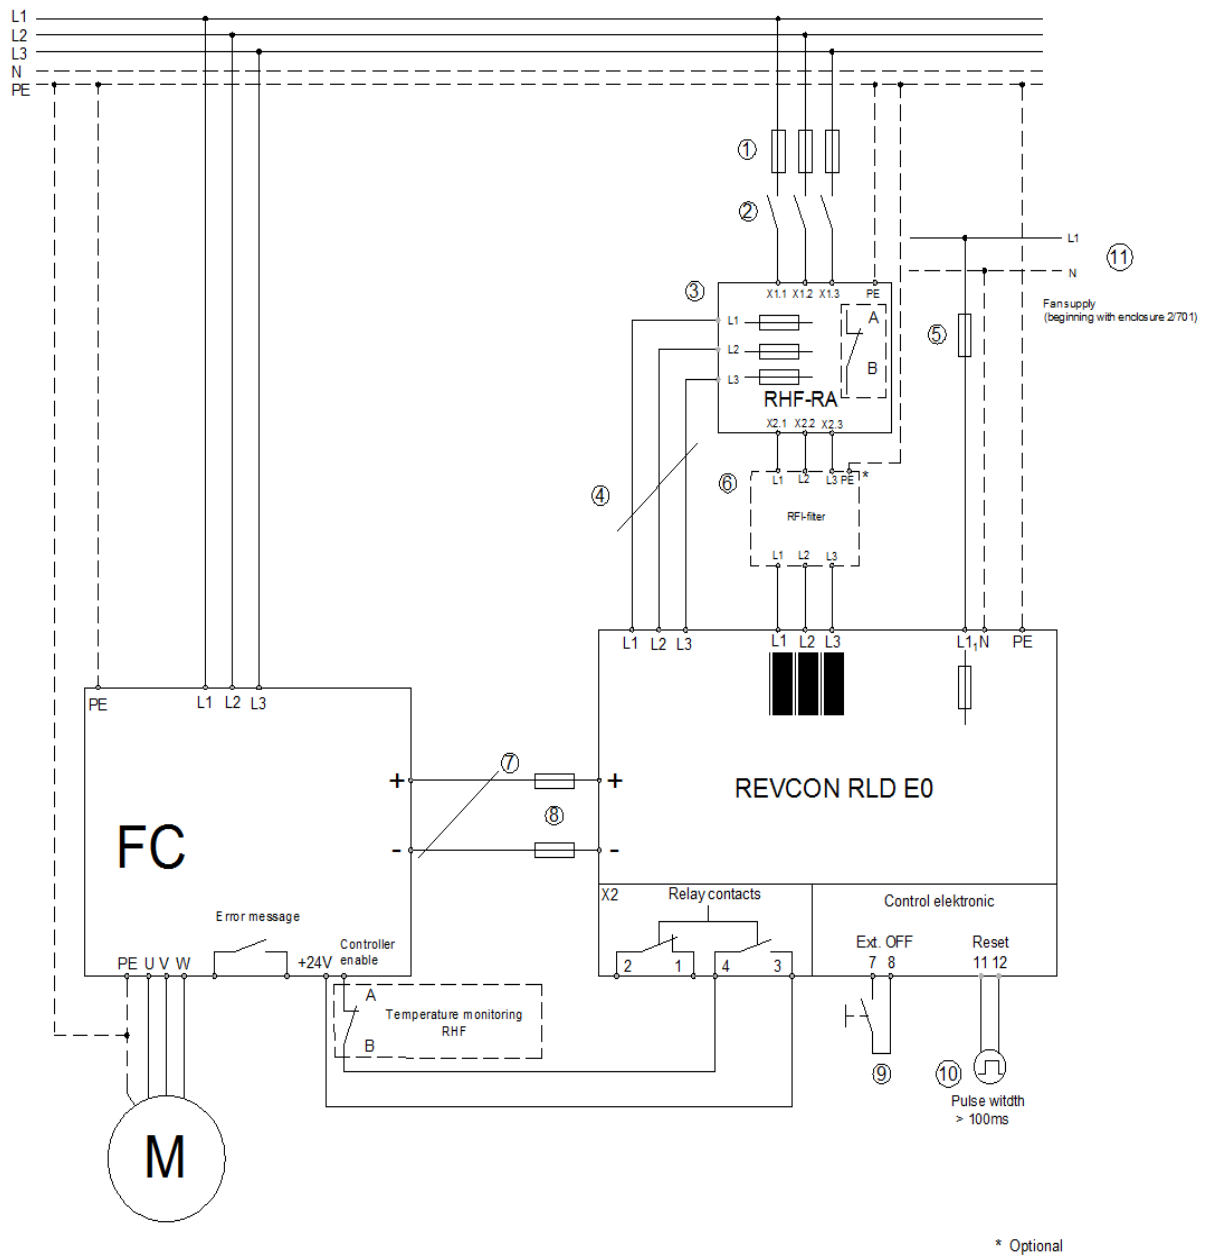 L1
L2
L3
N
PE
1
2
L1
11
N
3
X1.1 X1.2 X1.3 PE
Fan supply
(beginning with enclosure 2/701)
L1
A
5
L2
B
L3
RHF-RA
X2.1 X2.2 X2.3
4
6
L1 L2 L3 PE *
RFI-filter
L1 L2 L3
L1 L2 L3
L1 L2 L3
L1,N PE
PE
L1 L2 L3
7
+
+
REVCON RLD E0
8
FC
-
-
X2
Relay contacts
Control elektronic
Error message
Controller
enable
Ext. OFF
Reset
PE U V W
+24V
2 1 4 3
7 8
11 12
A
Temperature monitoring
RHF
B
9
10
Pulse witdth
> 100ms
M
* Optional